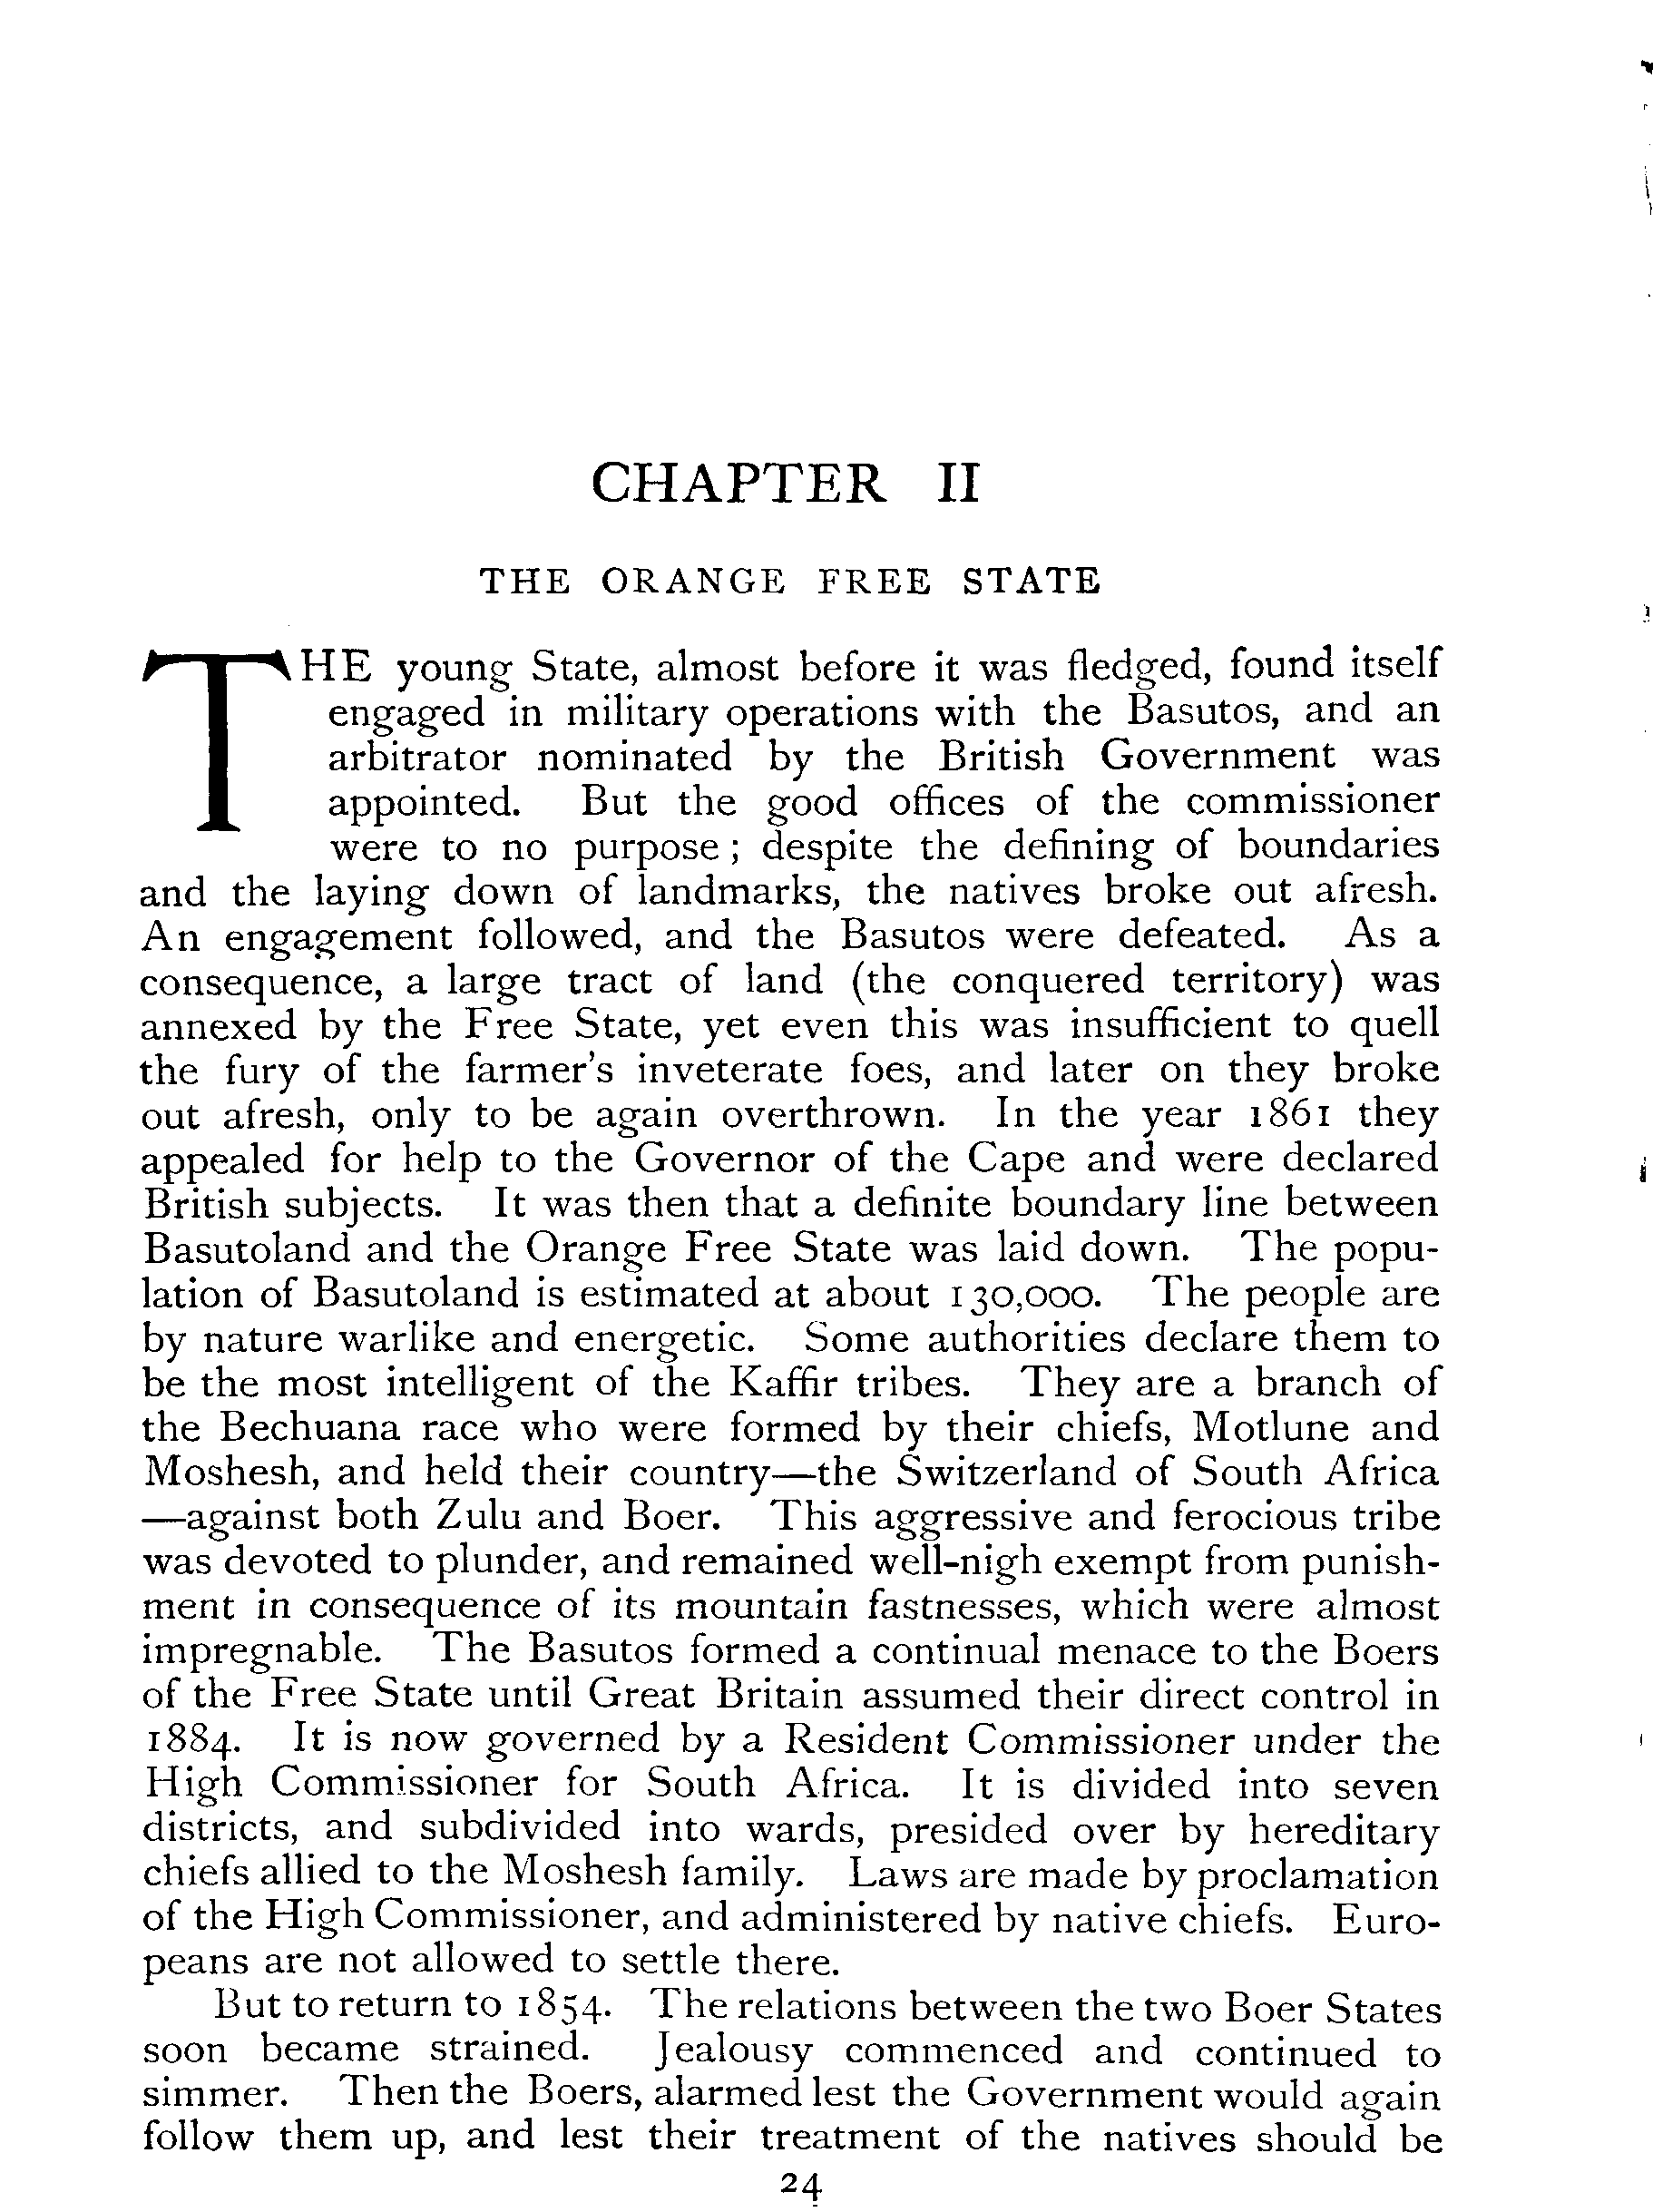 CHAPTER II
THE ORANGE FREE STATE
THE young State, almost before it was fledged, found itself
engaged in military operations with the Basutos, and an
arbitrator nominated by the British Government was
appointed. But the good offices of the commissioner
were to no purpose; despite the defining of boundaries
and the laying down of landmarks, the natives broke out afresh.
An engagement followed, and the Basutos were defeated. As a
consequence, a large tract of land (the conquered territory) was
annexed by the Free State, yet even this was insufficient to quell
the fury of the farmer's inveterate foes, and later on they broke
out afresh, only to be again overthrown. In the year 1861 they
appealed for help to the Governor of the Cape and were declared
British subjects. It was then that a definite boundary line between
Basutoland and the Orange Free State was laid down. The popu-
lation of Basutoland is estimated at about 130,000. The people are
by nature warlike and energetic. Some authorities declare them to
be the most intelligent of the Kaffir tribes. They are a branch of
the Bechuana race who were formed by their chiefs, Motlune and
Moshesh, and held their country—the Switzerland of South Africa
—against both Zulu and Boer. This aggressive and ferocious tribe
was devoted to plunder, and remained well-nigh exempt from punish-
ment in consequence of its mountain fastnesses, which were almost
impregnable. The Basutos formed a continual menace to the Boers
of the Free State until Great Britain assumed their direct control in
1884. It is now governed by a Resident Commissioner under the
High Commissioner for South Africa. It is divided into seven
districts, and subdivided into wards, presided over by hereditary
chiefs allied to the Moshesh family. Laws are made by proclamation
of the High Commissioner, and administered by native chiefs. Euro-
peans are not allowed to settle there.
But to return to 1854. The relations between the two Boer States
soon became strained. Jealousy commenced and continued to
simmer. Then the Boers, alarmed lest the Government would again
follow them up, and lest their treatment of the natives should be
24